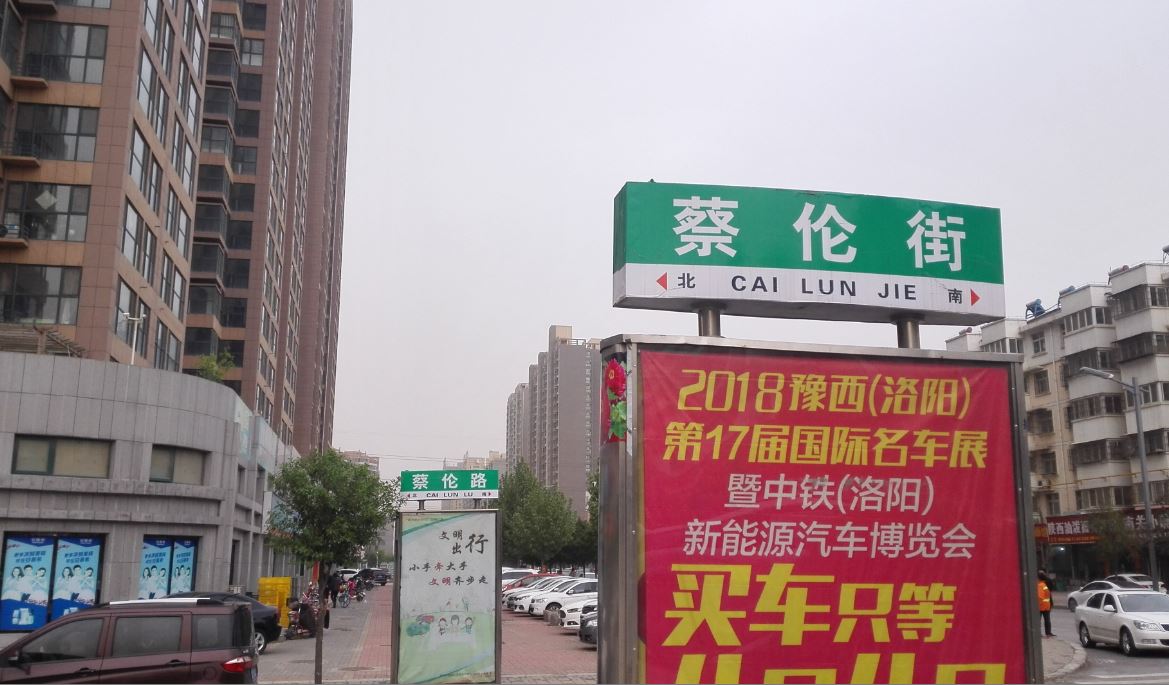 蔡伦街
北 CAI LUN JIE 南
2018豫西(洛阳)
第17届国际名车展
暨中铁(洛阳)
新能源汽车博览会
买车只等
蔡伦路
北 CAI LUN LU 南
文明
出行
小手牵大手
文明齐步走